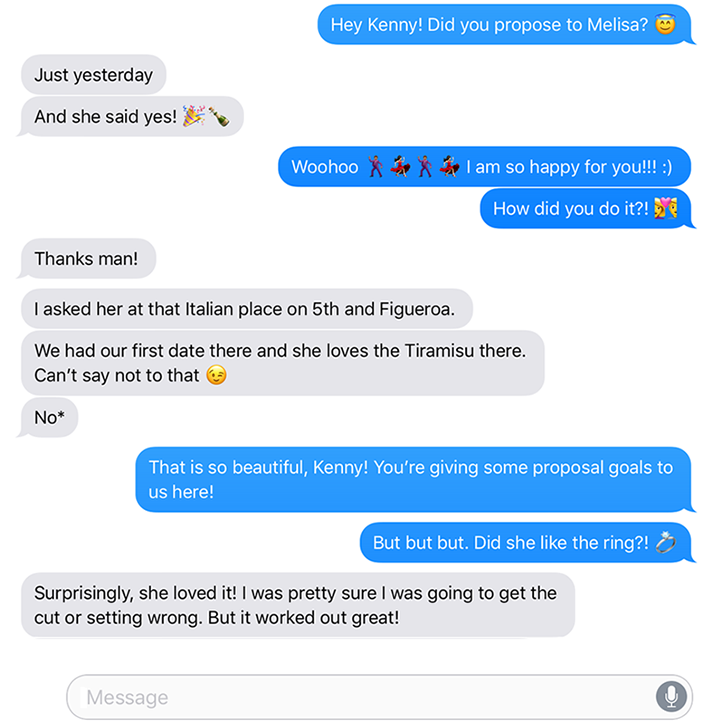 Hey Kenny! Did you propose to Melisa? 😇
Just yesterday
And she said yes! 🎉🍾
Woohoo 🕺💃🕺💃 I am so happy for you!!! :)
How did you do it?! 💏
Thanks man!
I asked her at that Italian place on 5th and Figueroa.
We had our first date there and she loves the Tiramisu there.
Can’t say not to that 😉
No*
That is so beautiful, Kenny! You’re giving some proposal goals to
us here!
But but but. Did she like the ring?! 💍
Surprisingly, she loved it! I was pretty sure I was going to get the
cut or setting wrong. But it worked out great!
Message